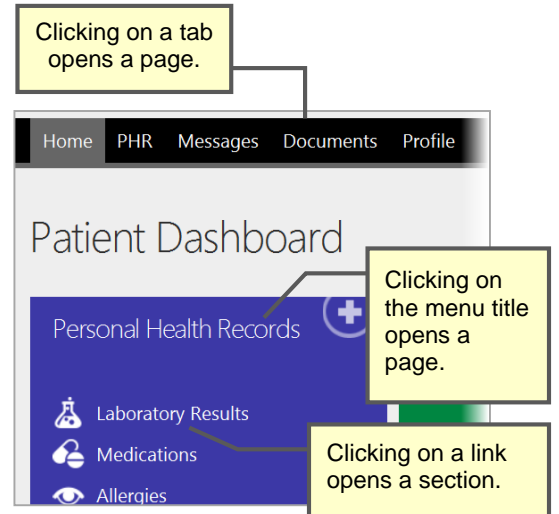 Clicking on a tab
opens a page.
Home PHR Messages Documents Profile
Patient Dashboard
Personal Health Records
Clicking on
the menu title
opens a
page.
Laboratory Results
Medications
Allergies
Clicking on a link
opens a section.